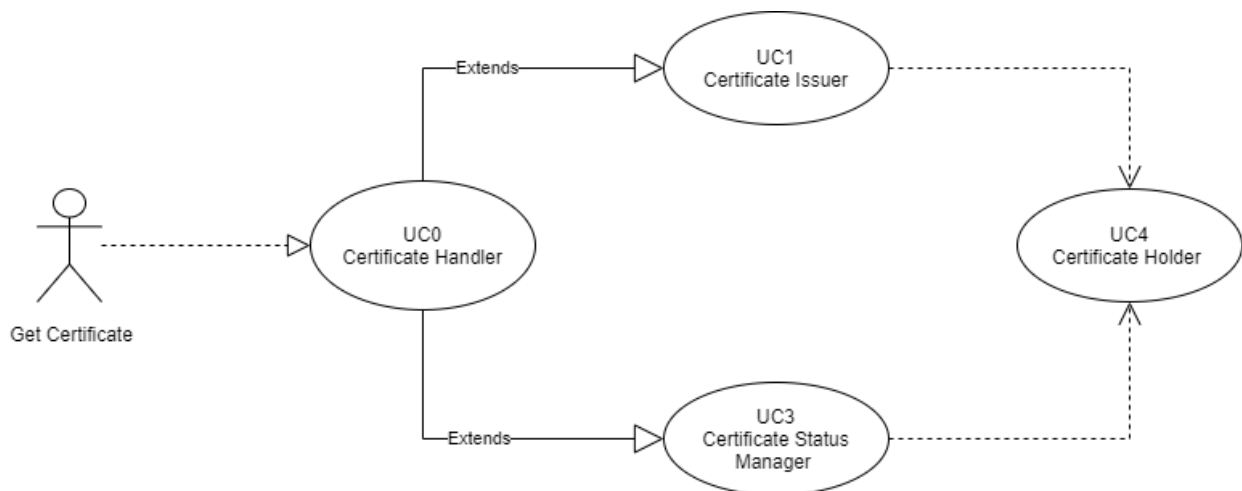 Extends
UC1
Certificate Issuer
UC0
Certificate Handler
UC4
Certificate Holder
Get Certificate
Extends
UC3
Certificate Status
Manager